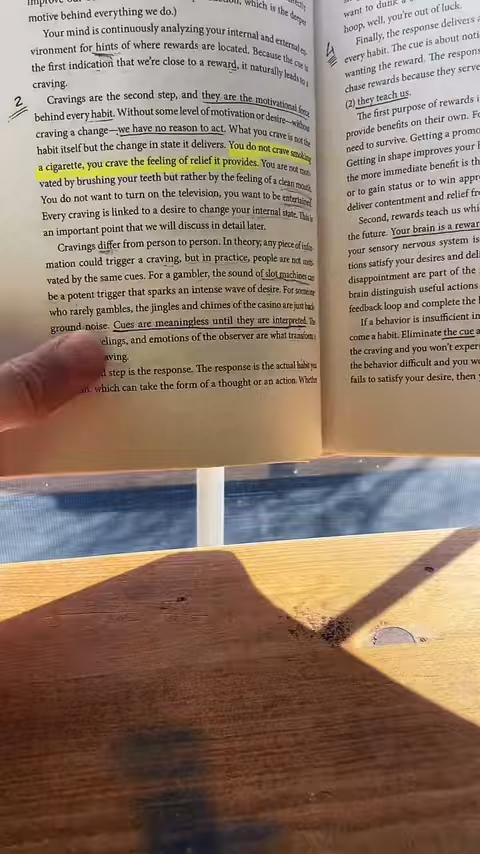 motive behind everything we do.)
Your mind is continuously analyzing your internal and external en-
vironment for hints of where rewards are located. Because the cue is
the first indication that we're close to a reward, it naturally leads to a
craving.
2
Cravings are the second step, and they are the motivational force
behind every habit. Without some level of motivation or desire—without
craving a change—we have no reason to act. What you crave is not the
habit itself but the change in state it delivers. You do not crave smoking
a cigarette, you crave the feeling of relief it provides. You are not moti-
vated by brushing your teeth but rather by the feeling of a clean mouth.
You do not want to turn on the television, you want to be entertained.
Every craving is linked to a desire to change your internal state. This is
an important point that we will discuss in detail later.
Cravings differ from person to person. In theory, any piece of infor-
mation could trigger a craving, but in practice, people are not moti-
vated by the same cues. For a gambler, the sound of slot machines can
be a potent trigger that sparks an intense wave of desire. For someone
who rarely gambles, the jingles and chimes of the casino are just back-
ground noise. Cues are meaningless until they are interpreted. The
elings, and emotions of the observer are what transform a
aving.
d step is the response. The response is the actual habit you
which can take the form of a thought or an action. Whether
want to dunk a
hoop, well, you're out of luck.
4
Finally, the response delivers a
every habit. The cue is about noti
wanting the reward. The respon
chase rewards because they serve
(2) they teach us.
The first purpose of rewards i
provide benefits on their own. Fo
need to survive. Getting a promo
Getting in shape improves your h
the more immediate benefit is th
or to gain status or to win appro
deliver contentment and relief fro
Second, rewards teach us whi
the future. Your brain is a rewar
your sensory nervous system is
tions satisfy your desires and deli
disappointment are part of the
brain distinguish useful actions
feedback loop and complete the h
If a behavior is insufficient in
come a habit. Eliminate the cue a
the craving and you won't exper
the behavior difficult and you wo
fails to satisfy your desire, then y